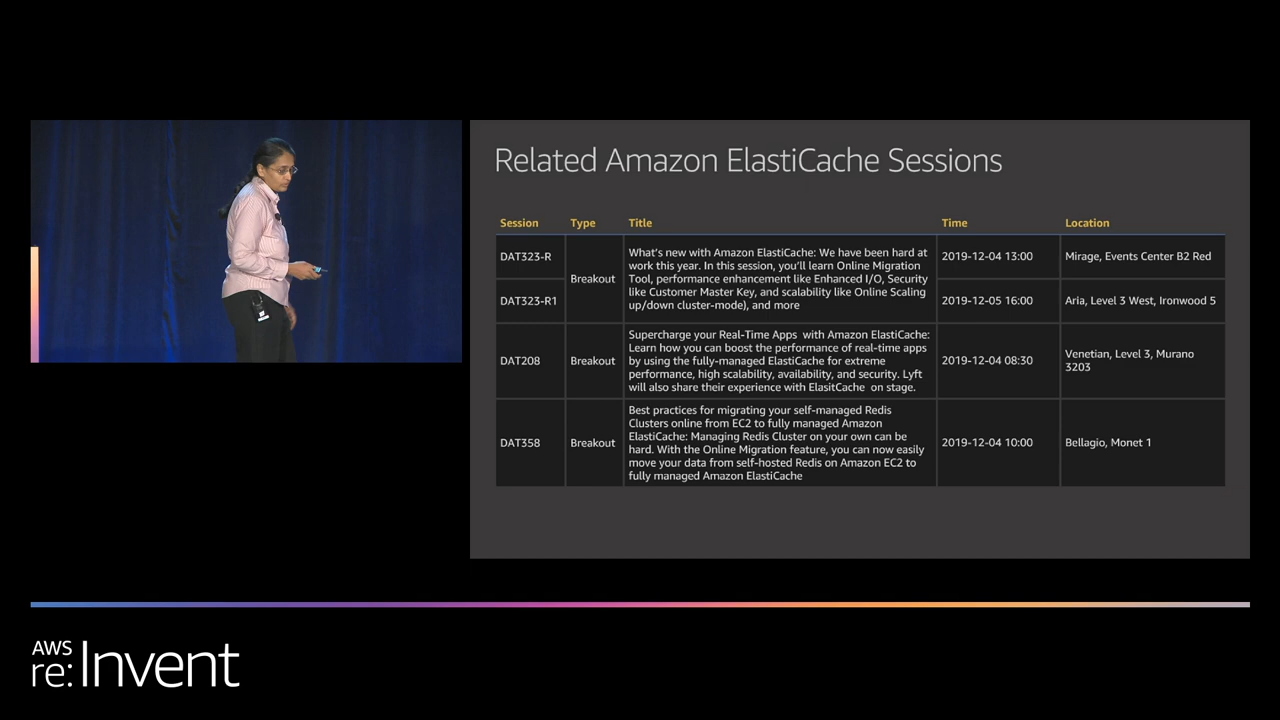 Related Amazon ElastiCache Sessions
Session Type Title Time Location
DAT323-R
DAT323-R1
Breakout
What's new with Amazon ElastiCache: We have been hard at
work this year. In this session, you'll learn Online Migration
Tool, performance enhancement like Enhanced I/O, Security
like Customer Master Key, and scalability like Online Scaling
up/down cluster-mode), and more
2019-12-04 13:00
Mirage, Events Center B2 Red
2019-12-05 16:00
Aria, Level 3 West, Ironwood 5
DAT208
Breakout
Supercharge your Real-Time Apps with Amazon ElastiCache:
Learn how you can boost the performance of real-time apps
by using the fully-managed ElastiCache for extreme
performance, high scalability, availability, and security. Lyft
will also share their experience with ElasitCache on stage.
2019-12-04 08:30
Venetian, Level 3, Murano
3203
DAT358
Breakout
Best practices for migrating your self-managed Redis
Clusters online from EC2 to fully managed Amazon
ElastiCache: Managing Redis Cluster on your own can be
hard. With the Online Migration feature, you can now easily
move your data from self-hosted Redis on Amazon EC2 to
fully managed Amazon ElastiCache
2019-12-04 10:00
Bellagio, Monet 1
AWS
re:Invent